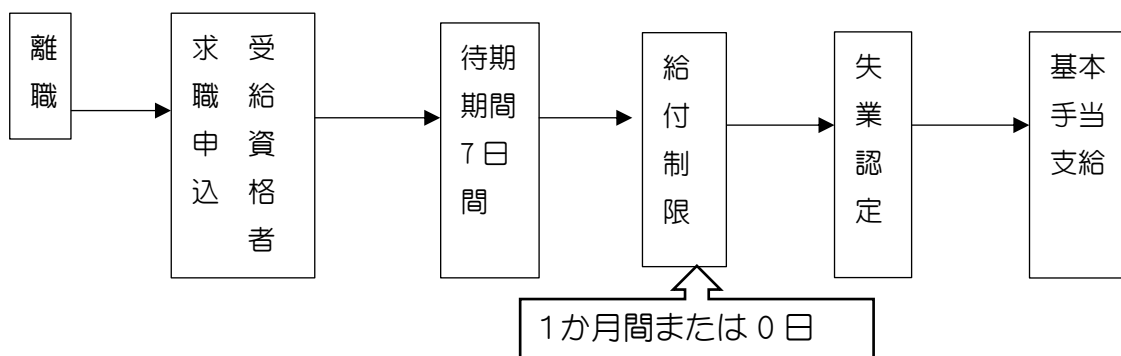 離職
受給資格者
求職申込
待期
期間
7日
間
給付制限
失業認定
基本
手当
支給
1か月間または0日